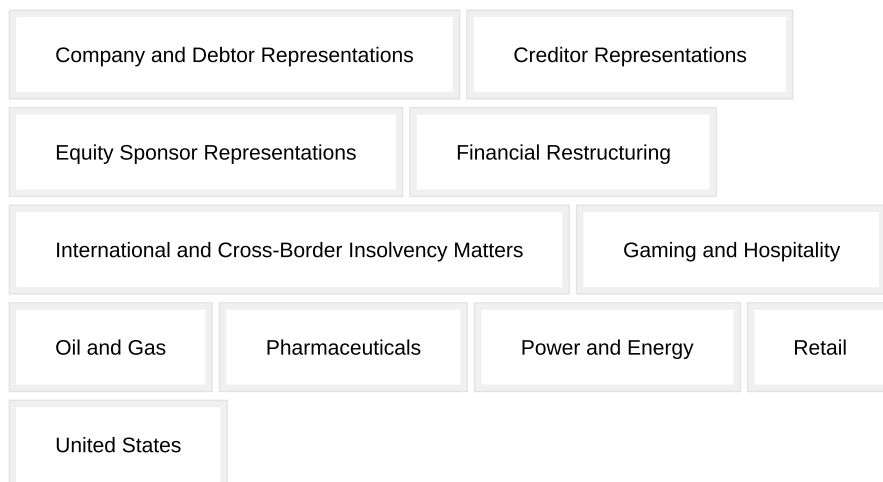 Company and Debtor Representations
Creditor Representations
Equity Sponsor Representations
Financial Restructuring
International and Cross-Border Insolvency Matters
Gaming and Hospitality
Oil and Gas
Pharmaceuticals
Power and Energy
Retail
United States